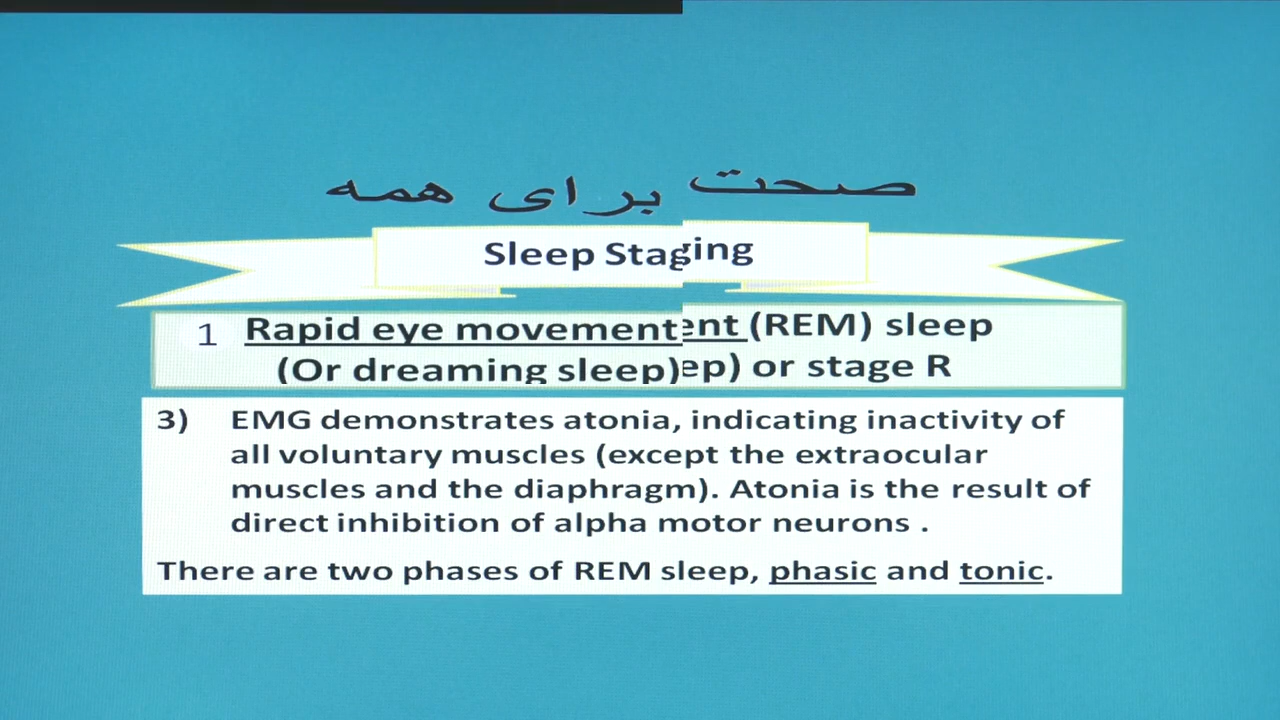 صحت برای همه
Sleep Staging
1 Rapid eye movement (REM) sleep
(Or dreaming sleep) or stage R
3) EMG demonstrates atonia, indicating inactivity of
all voluntary muscles (except the extraocular
muscles and the diaphragm). Atonia is the result of
direct inhibition of alpha motor neurons .
There are two phases of REM sleep, phasic and tonic.